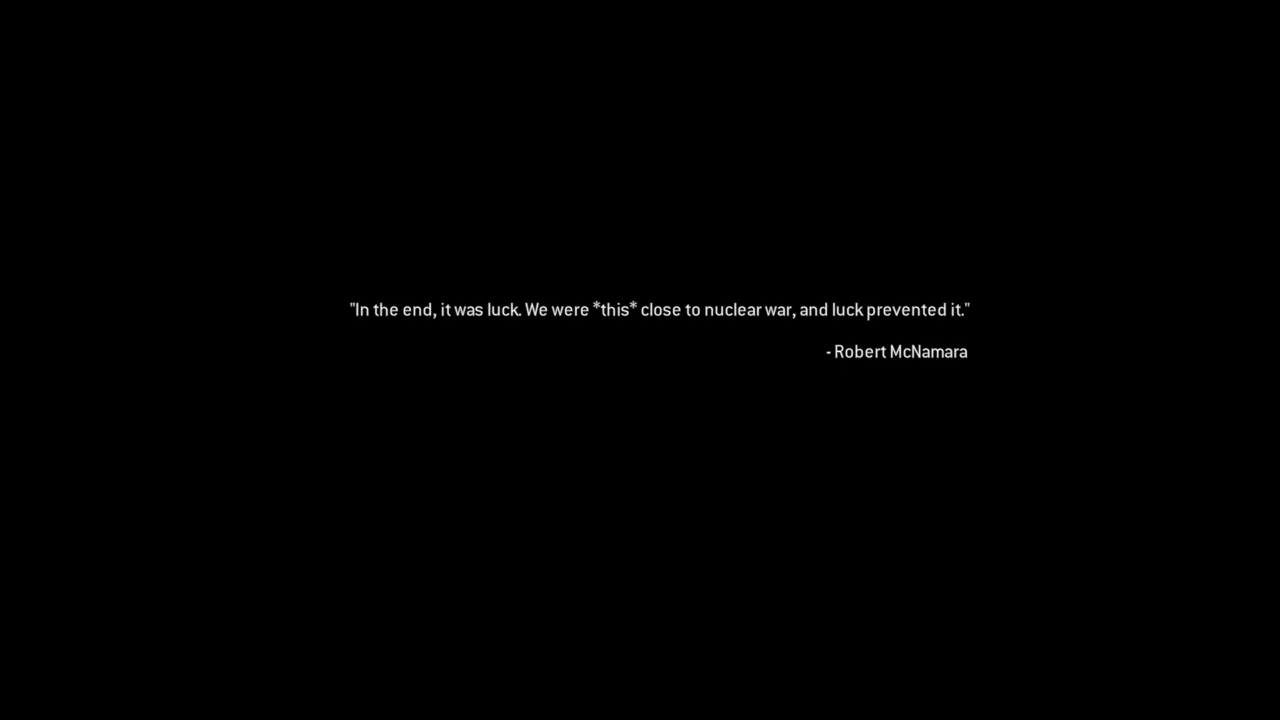 "In the end, it was luck. We were *this* close to nuclear war, and luck prevented it."
- Robert McNamara